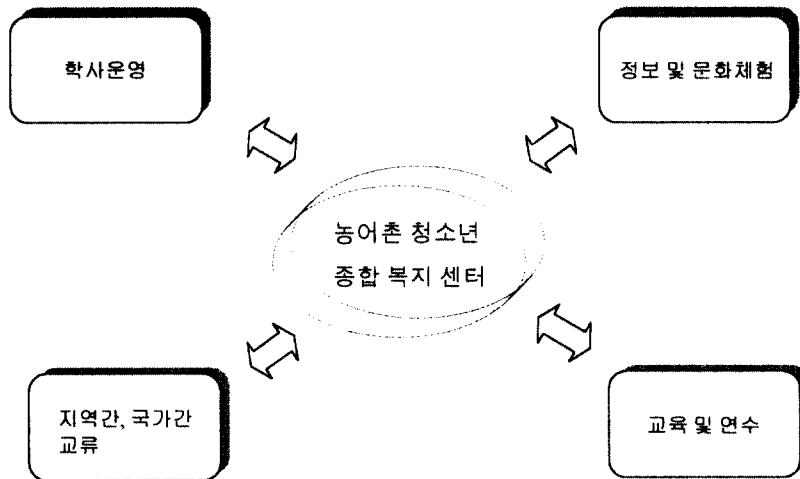 학사운영
정보 및 문화체험
농어촌 청소년
종합 복지 센터
지역간, 국가간
교류
교육 및 연수